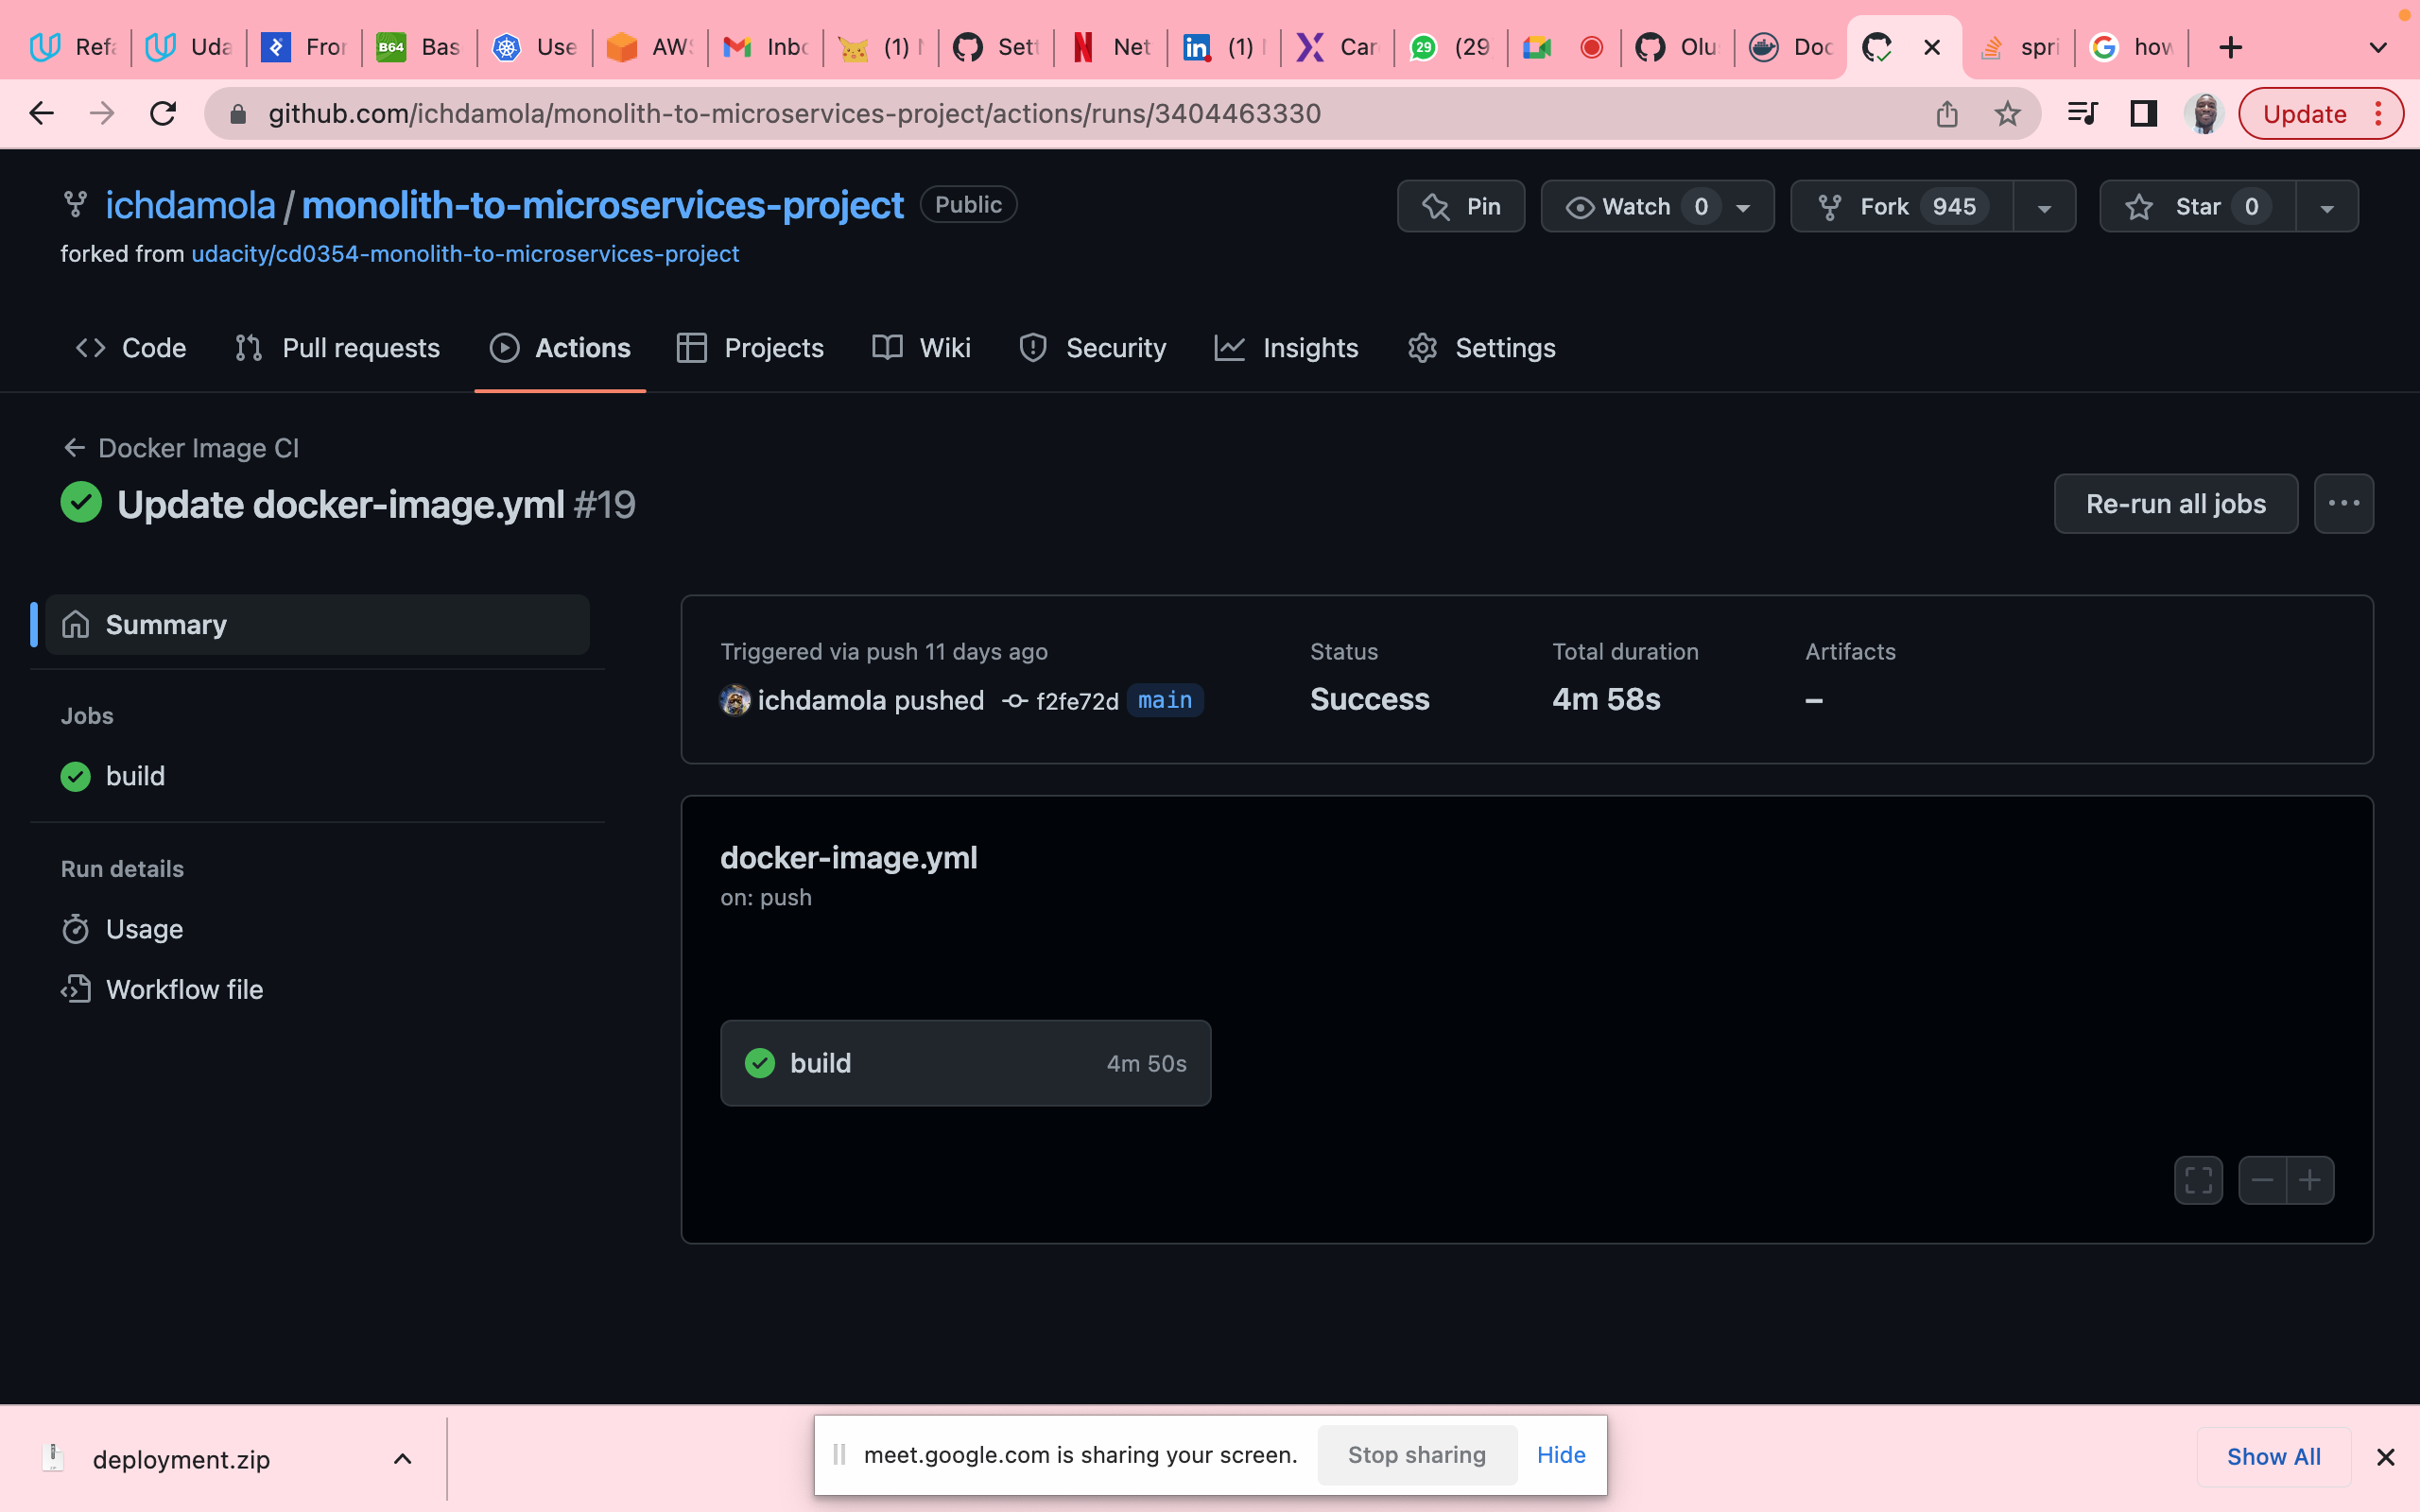 Refa Uda Fron B64 Bas Use AWS Inbo (1) Sett N Net in (1) Car 29 (29 Olu Doc spri how
github.com/ichdamola/monolith-to-microservices-project/actions/runs/3404463330 Update
ichdamola / monolith-to-microservices-project Public Pin Watch 0 Fork 945 Star 0
forked from udacity/cd0354-monolith-to-microservices-project
Code Pull requests Actions Projects Wiki Security Insights Settings
Docker Image CI
Update docker-image.yml #19 Re-run all jobs
Summary
Jobs
build
Run details
Usage
Workflow file
Triggered via push 11 days ago Status Total duration Artifacts
ichdamola pushed f2fe72d main Success 4m 58s –
docker-image.yml
on: push
build 4m 50s
deployment.zip meet.google.com is sharing your screen. Stop sharing Hide Show All